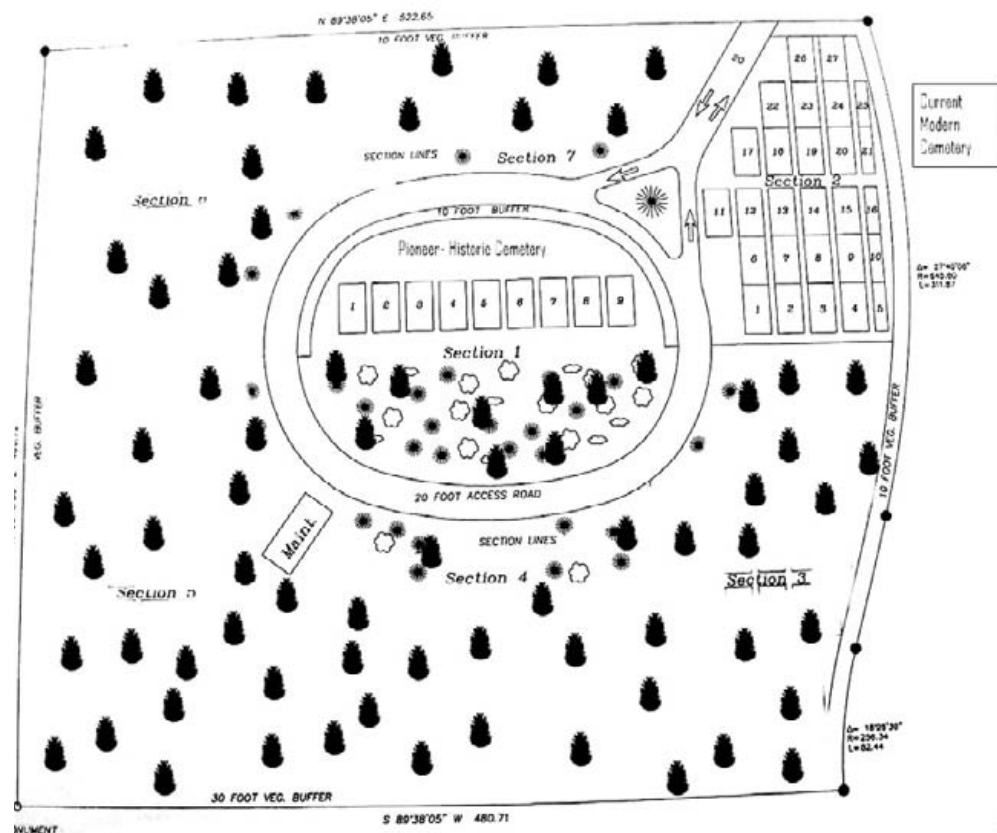 N 89°38'05" E 522.65
10 FOOT VEG. BUFFER
20
26 27
22 23 24 25
Current
Modern
Cemetery
17 18 19 20 21
SECTION LINES
Section 7
Section 2
Section
10 FOOT BUFFER
11 12 13 14 15 16
Pioneer- Historic Cemetery
6 7 8 9 10
1 2 3 4 5 6 7 8 9
1 2 3 4 5
Section 1
VEG. BUFFER
10 FOOT VEG. BUFFER
20 FOOT ACCESS ROAD
Maint.
SECTION LINES
Section 4
Section 3
Section
L=82.44
30 FOOT VEG. BUFFER
S 89°38'05" W 480.71